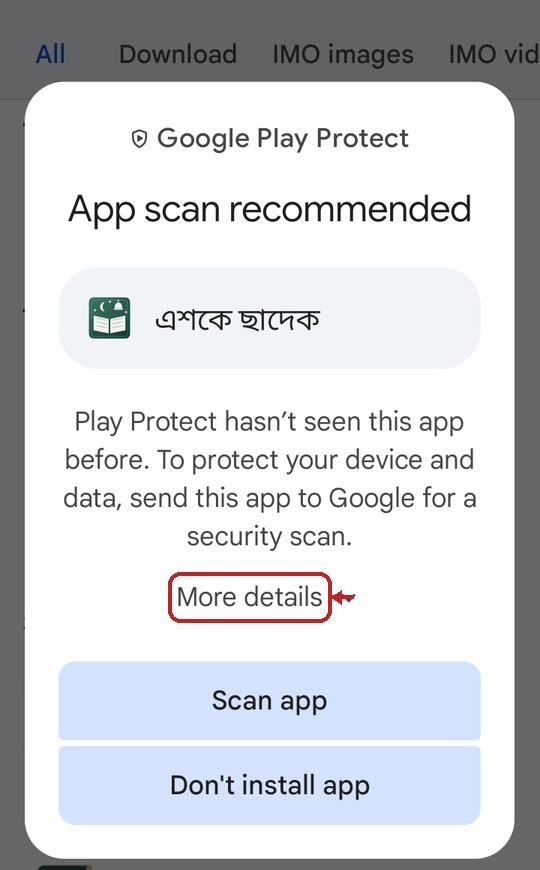 All Download IMO images IMO vid
Google Play Protect
App scan recommended
এশকে ছাদেক
Play Protect hasn’t seen this app
before. To protect your device and
data, send this app to Google for a
security scan.
More details
Scan app
Don't install app